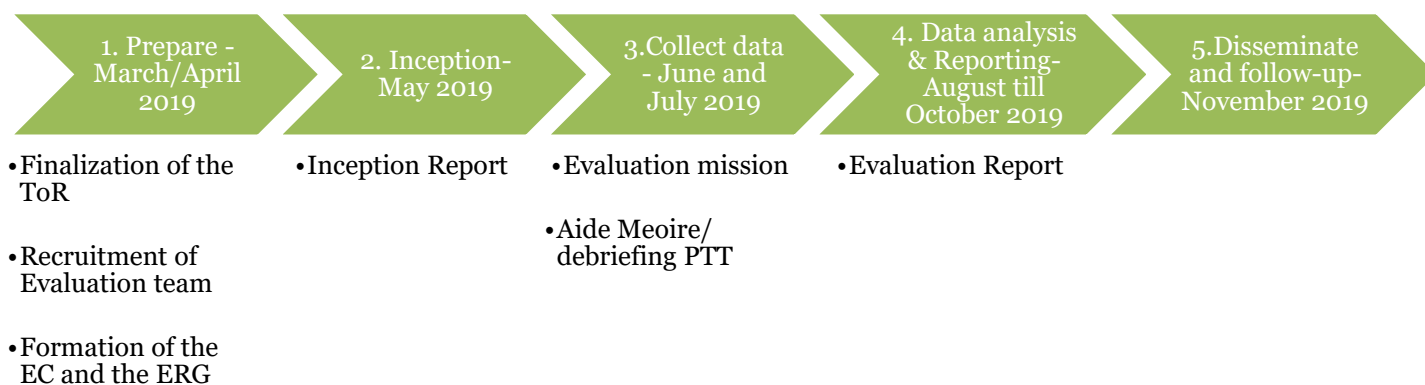 1. Prepare -
March/April
2019
2. Inception-
May 2019
3.Collect data
- June and
July 2019
4. Data analysis
& Reporting-
August till
October 2019
5.Disseminate
and follow-up-
November 2019
•Finalization of the
ToR
•Recruitment of
Evaluation team
•Formation of the
EC and the ERG
•Inception Report
•Evaluation mission
•Aide Meoire/
debriefing PTT
•Evaluation Report